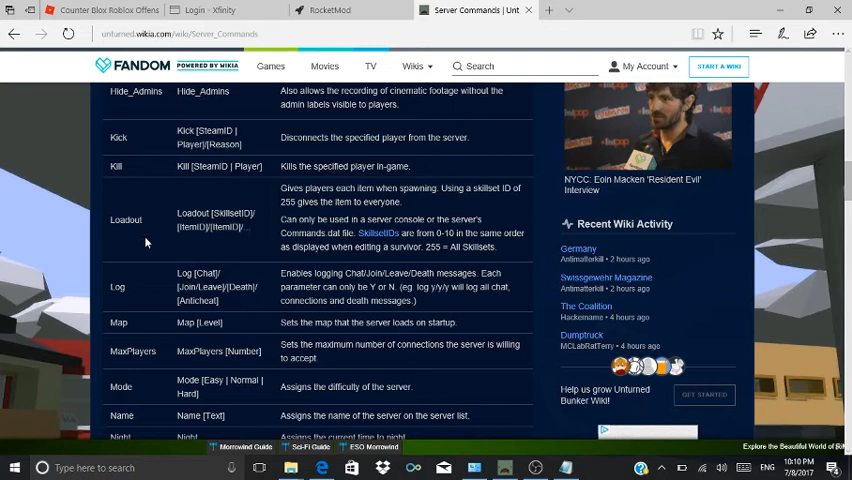 Counter Blox Roblox Offens
Login - Xfinity
RocketMod
Server Commands | Unt
unturned.wikia.com/wiki/Server_Commands
FANDOM POWERED BY WIKIA Games Movies TV Wikis Search My Account START A WIKI
Hide_Admins Hide_Admins Also allows the recording of cinematic footage without the
admin labels visible to players.
Kick Kick [SteamID |
Player]/[Reason] Disconnects the specified player from the server.
Kill Kill [SteamID | Player] Kills the specified player in-game.
Loadout Loadout [SkillsetID]/
[ItemID]/[ItemID]/...
Gives players each item when spawning. Using a skillset ID of
255 gives the item to everyone.
Can only be used in a server console or the server's
Commands.dat file. SkillsetIDs are from 0-10 in the same order
as displayed when editing a survivor. 255 = All Skillsets.
Log Log [Chat]/
[Join/Leave]/[Death]/
[Anticheat]
Enables logging Chat/Join/Leave/Death messages. Each
parameter can only be Y or N. (eg. log y/y/y will log all chat,
connections and death messages.)
Map Map [Level] Sets the map that the server loads on startup.
MaxPlayers MaxPlayers [Number] Sets the maximum number of connections the server is willing
to accept.
Mode Mode [Easy | Normal |
Hard] Assigns the difficulty of the server.
Name Name [Text] Assigns the name of the server on the server list.
Night Night Assigns the current time to night.
NYCC: Eoin Macken 'Resident Evil'
Interview
Recent Wiki Activity
Germany
Antimatterkill • 2 hours ago
Swissgewehr Magazine
Antimatterkill • 2 hours ago
The Coalition
Hackemame • 4 hours ago
Dumptruck
MCLabRatTerry • 4 hours ago
Help us grow Unturned
Bunker Wiki!
GET STARTED
Morrowind Guide Sci-Fi Guide ESO Morrowind
Explore the Beautiful World of
Type here to search
ENG
10:10 PM
7/8/2017